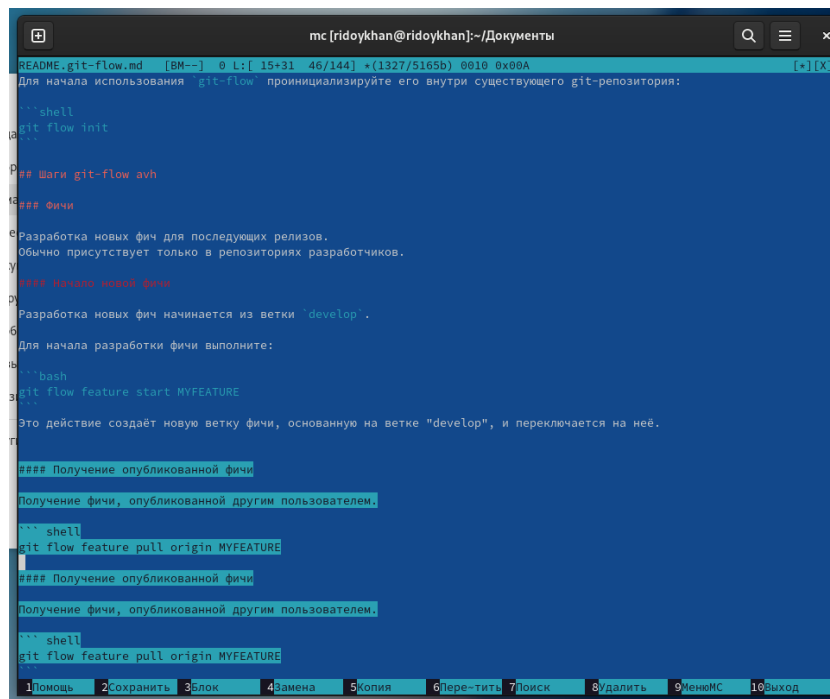 mc [ridoykhan@ridoykhan]:~/Документы
README.git-flow.md [BM--] 0 L:[ 15+31 46/144] *(1327/5165b) 0010 0x00A [*][X]
Для начала использования `git-flow` проинициализируйте его внутри существующего git-репозитория:
```shell
git flow init
```
## Шаги git-flow avh
### Фичи
Разработка новых фич для последующих релизов.
Обычно присутствует только в репозиториях разработчиков.
#### Начало новой фичи
Разработка новых фич начинается из ветки `develop`.
Для начала разработки фичи выполните:
```bash
git flow feature start MYFEATURE
```
Это действие создаёт новую ветку фичи, основанную на ветке "develop", и переключается на неё.
#### Получение опубликованной фичи
Получение фичи, опубликованной другим пользователем.
``` shell
git flow feature pull origin MYFEATURE
#### Получение опубликованной фичи
Получение фичи, опубликованной другим пользователем.
``` shell
git flow feature pull origin MYFEATURE
```
1Помощь 2Сохранить 3Блок 4Замена 5Копия 6Пере~тить 7Поиск 8Удалить 9МенюMC 10Выход